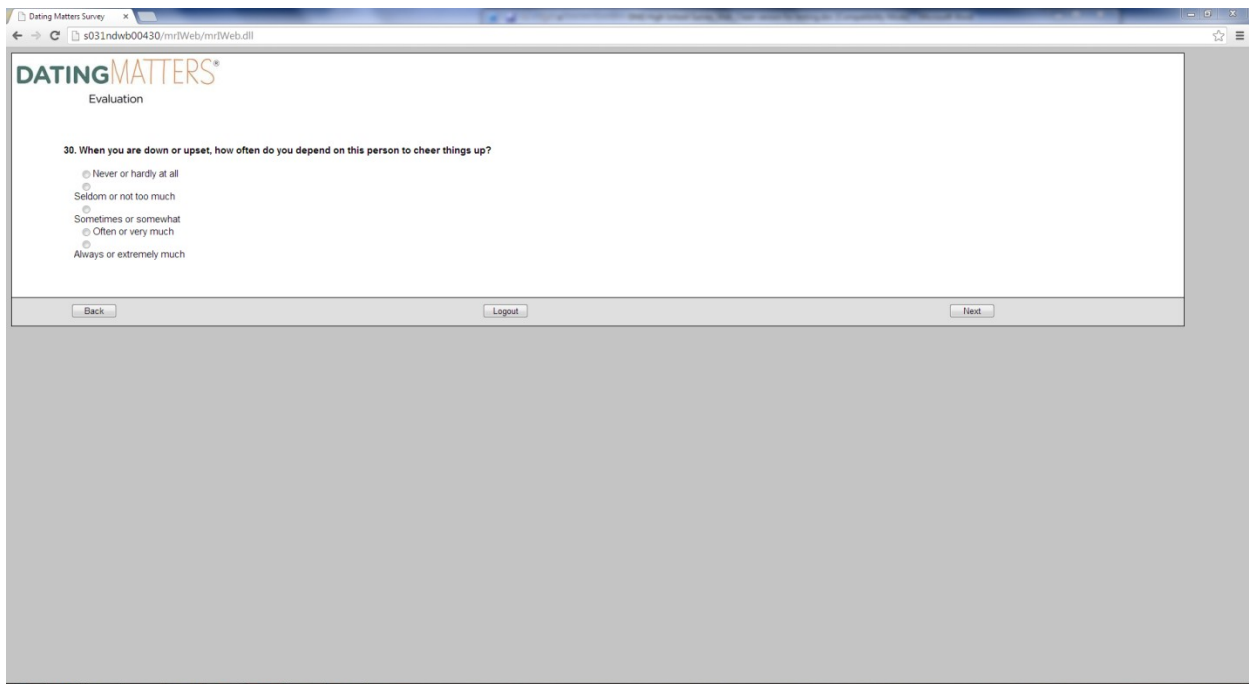 Dating Matters Survey
s031ndwb00430/mrIWeb/mrIWeb.dll
DATINGMATTERS®
Evaluation
30. When you are down or upset, how often do you depend on this person to cheer things up?
Never or hardly at all
Seldom or not too much
Sometimes or somewhat
Often or very much
Always or extremely much
Back Logout Next